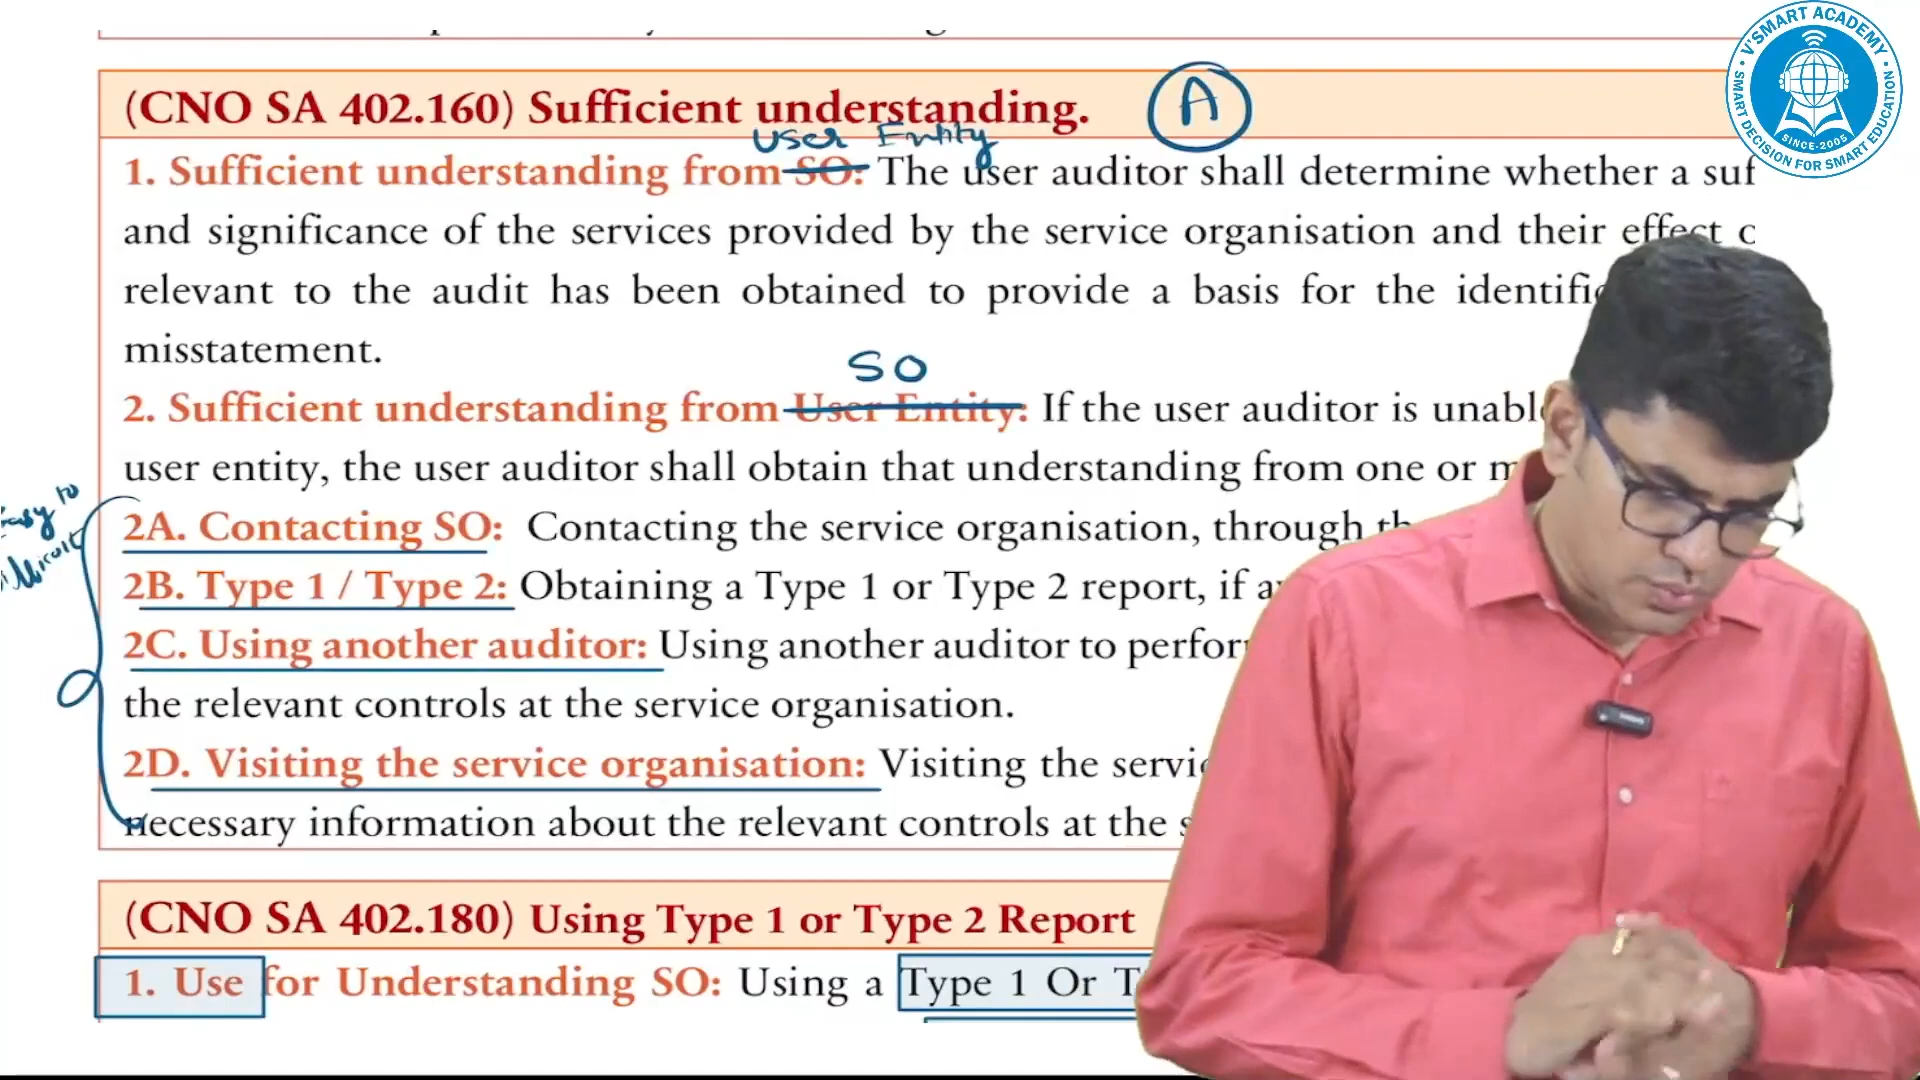 (CNO SA 402.160) Sufficient understanding. A
User Entity
1. Sufficient understanding from SO: The user auditor shall determine whether a suf
and significance of the services provided by the service organisation and their effect
relevant to the audit has been obtained to provide a basis for the identific
misstatement.
SO
2. Sufficient understanding from User Entity: If the user auditor is unabl
user entity, the user auditor shall obtain that understanding from one or m
easy to
2A. Contacting SO: Contacting the service organisation, through th
2B. Type 1 / Type 2: Obtaining a Type 1 or Type 2 report, if a
2C. Using another auditor: Using another auditor to perfor
the relevant controls at the service organisation.
2D. Visiting the service organisation: Visiting the servic
necessary information about the relevant controls at the s
(CNO SA 402.180) Using Type 1 or Type 2 Report
1. Use for Understanding SO: Using a Type 1 Or T
V'SMART ACADEMY
SINCE-2005
SMART DECISION FOR SMART EDUCATION